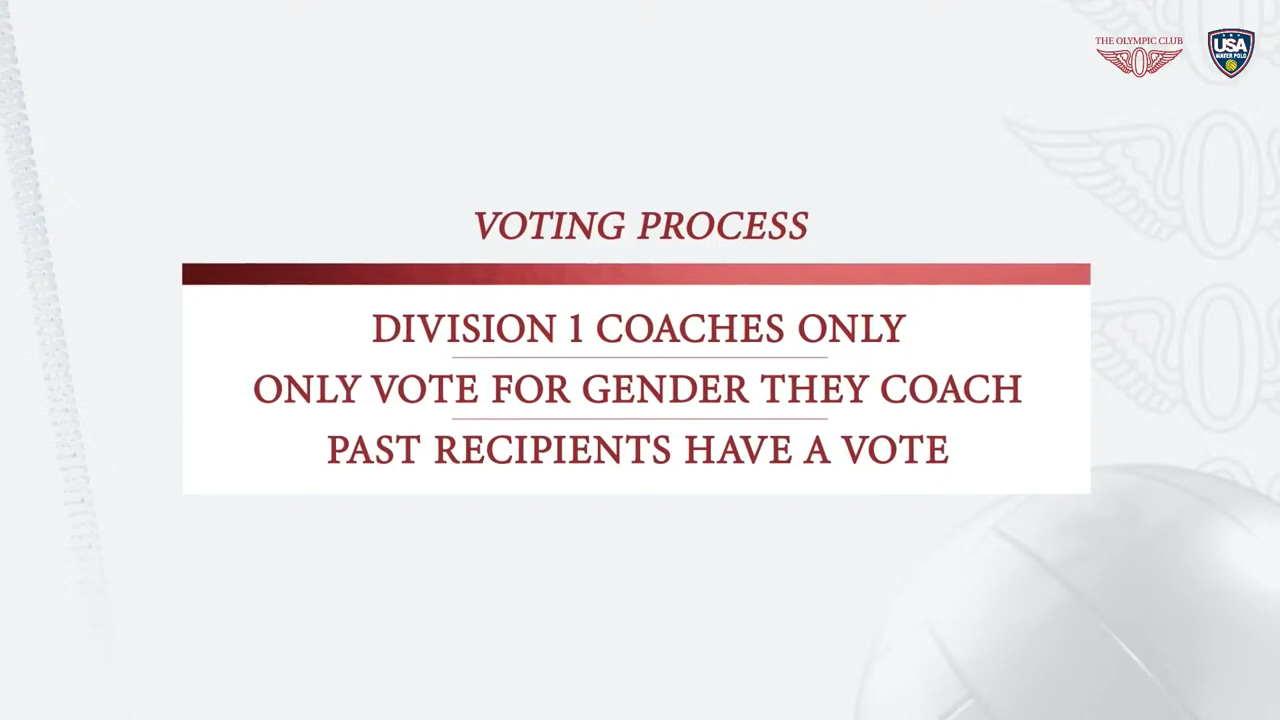 THE OLYMPIC CLUB
USA
WATER POLO
VOTING PROCESS
DIVISION 1 COACHES ONLY
ONLY VOTE FOR GENDER THEY COACH
PAST RECIPIENTS HAVE A VOTE